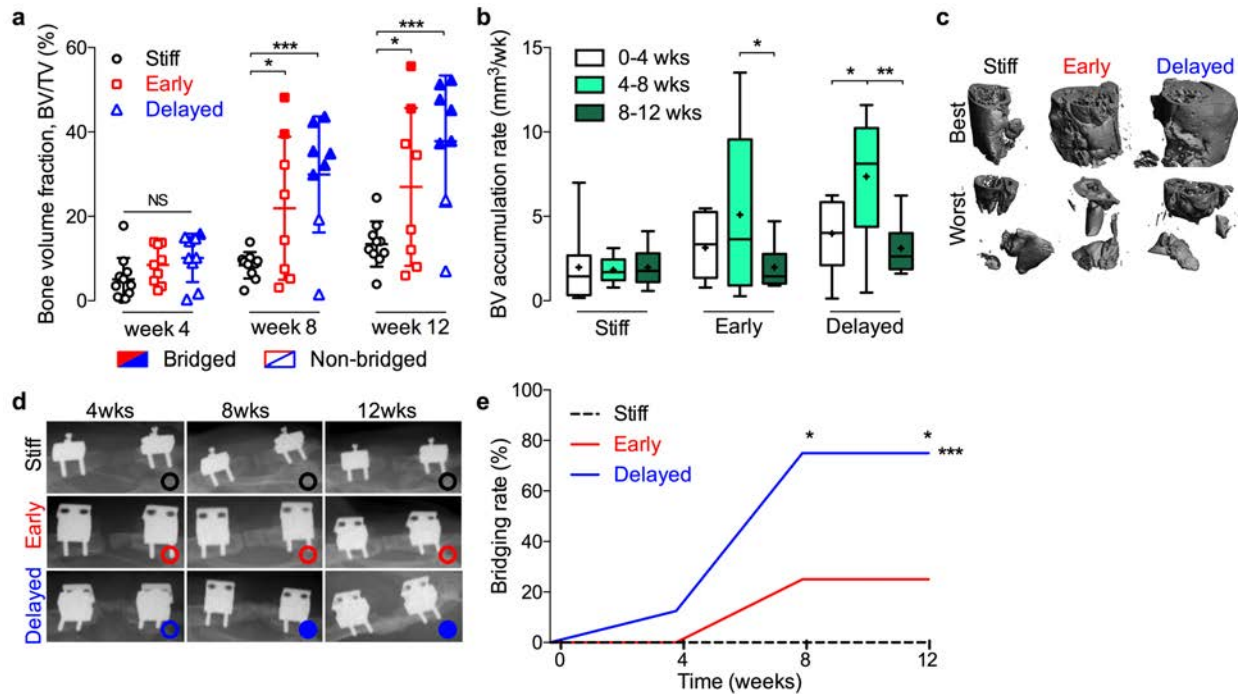 a
Bone volume fraction, BV/TV (%)
60
40
20
0
Stiff
Early
Delayed
NS
*
***
*
***
week 4
week 8
week 12
Bridged
Non-bridged
b
BV accumulation rate (mm³/wk)
15
10
5
0
0-4 wks
4-8 wks
8-12 wks
*
*
**
Stiff
Early
Delayed
c
Stiff
Early
Delayed
Best
Worst
d
4wks
8wks
12wks
Stiff
Early
Delayed
e
Bridging rate (%)
100
80
60
40
20
0
Stiff
Early
Delayed
*
*
***
0
4
8
12
Time (weeks)